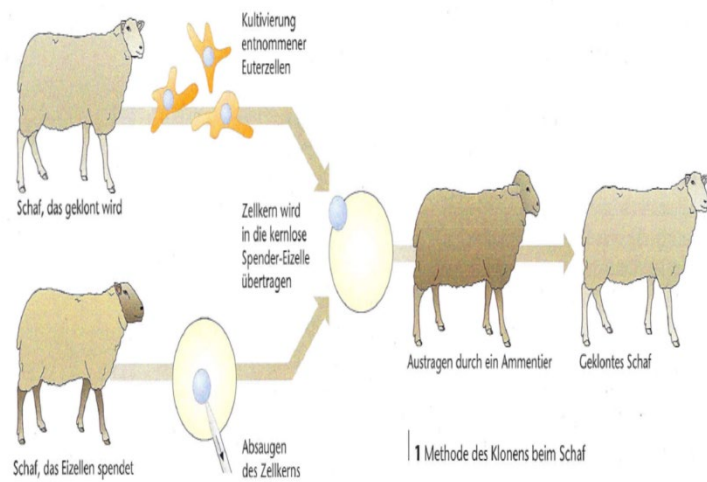 Kultivierung
entnommener
Euterzellen
Schaf, das geklont wird
Zellkern wird
in die kernlose
Spender-Eizelle
übertragen
Austragen durch ein Ammentier
Geklontes Schaf
Absaugen
des Zellkerns
Schaf, das Eizellen spendet
1 Methode des Klonens beim Schaf